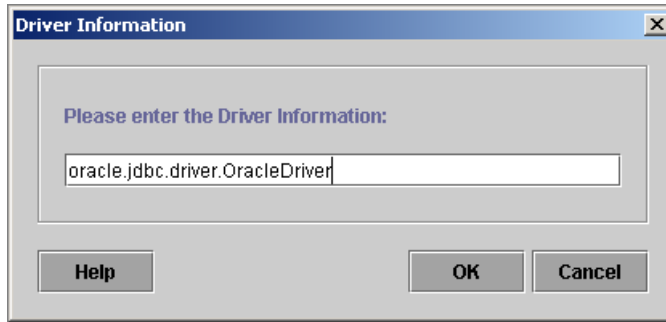 Driver Information
Please enter the Driver Information:
oracle.jdbc.driver.OracleDriver
Help
OK
Cancel